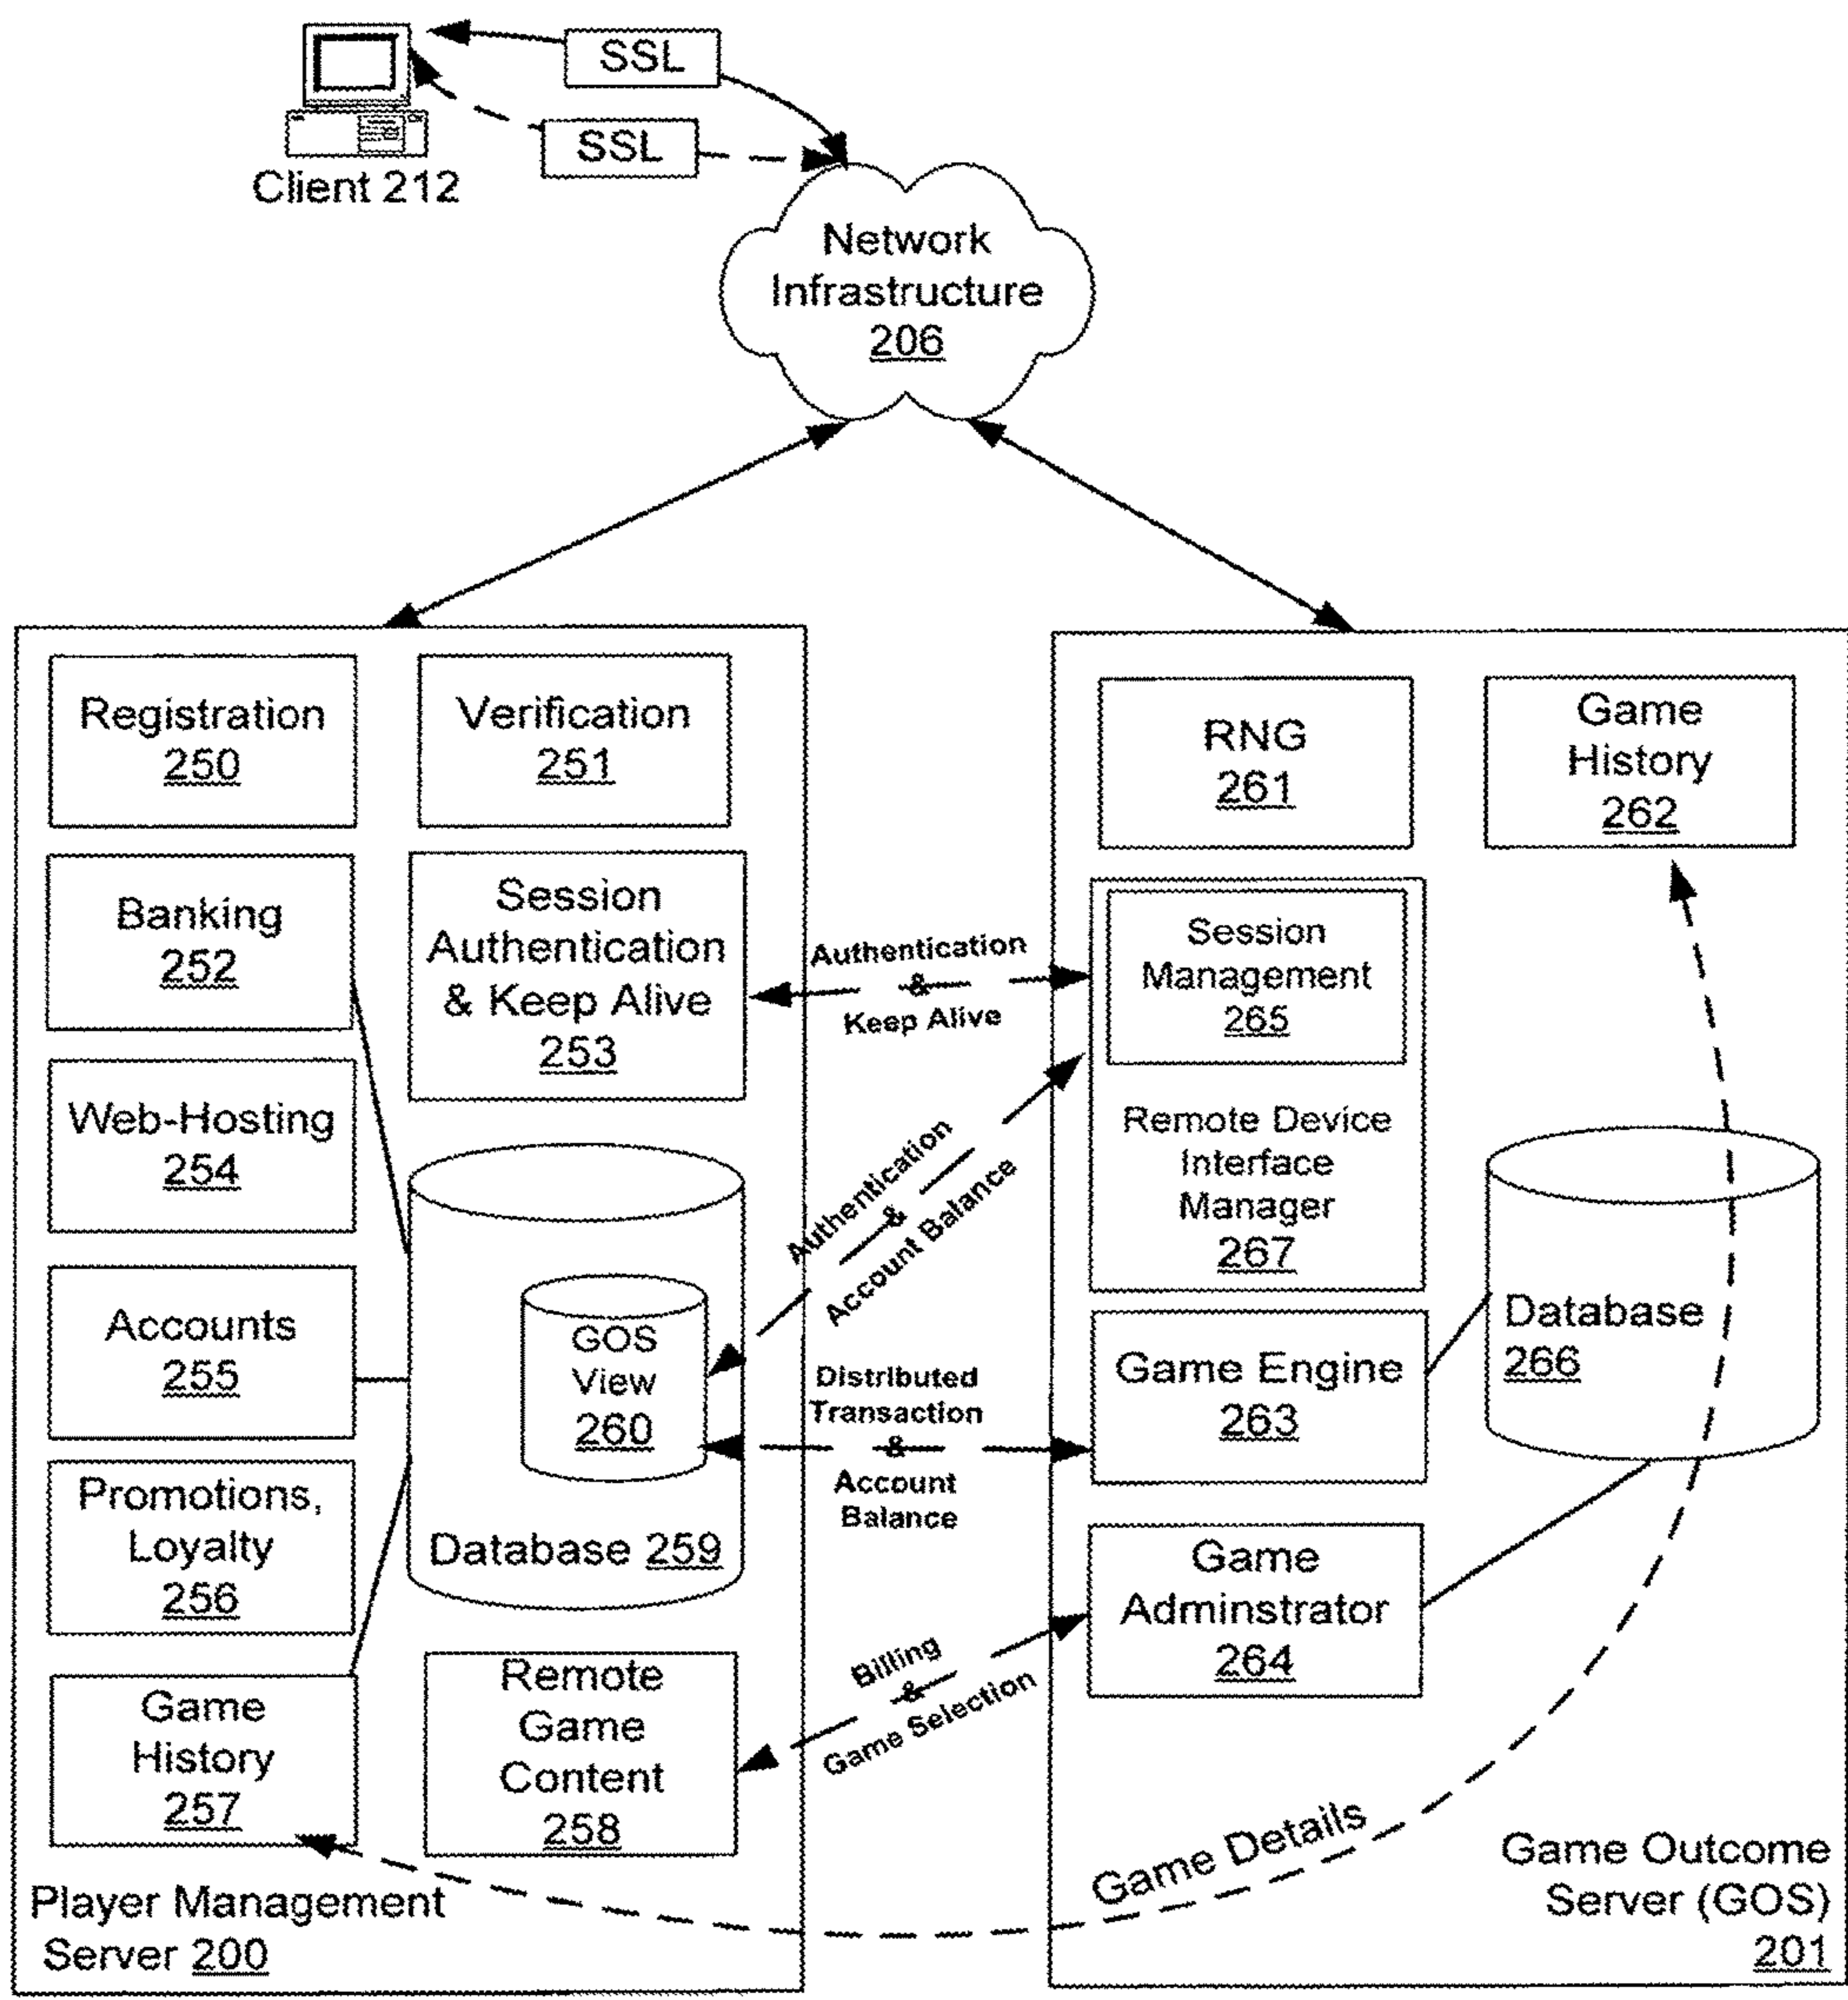 SSL
SSL
Client 212
Network
Infrastructure
206
Registration
250
Verification
251
Banking
252
Session
Authentication
& Keep Alive
253
Web-Hosting
254
Accounts
255
GOS
View
260
Database 259
Promotions,
Loyalty
256
Game
History
257
Remote
Game
Content
258
Player Management
Server 200
Authentication
&
Keep Alive
Authentication
&
Account Balance
Distributed
Transaction
&
Account
Balance
Billing
&
Game Selection
Game Details
RNG
261
Game
History
262
Session
Management
265
Remote Device
Interface
Manager
267
Game Engine
263
Database
266
Game
Adminstrator
264
Game Outcome
Server (GOS)
201